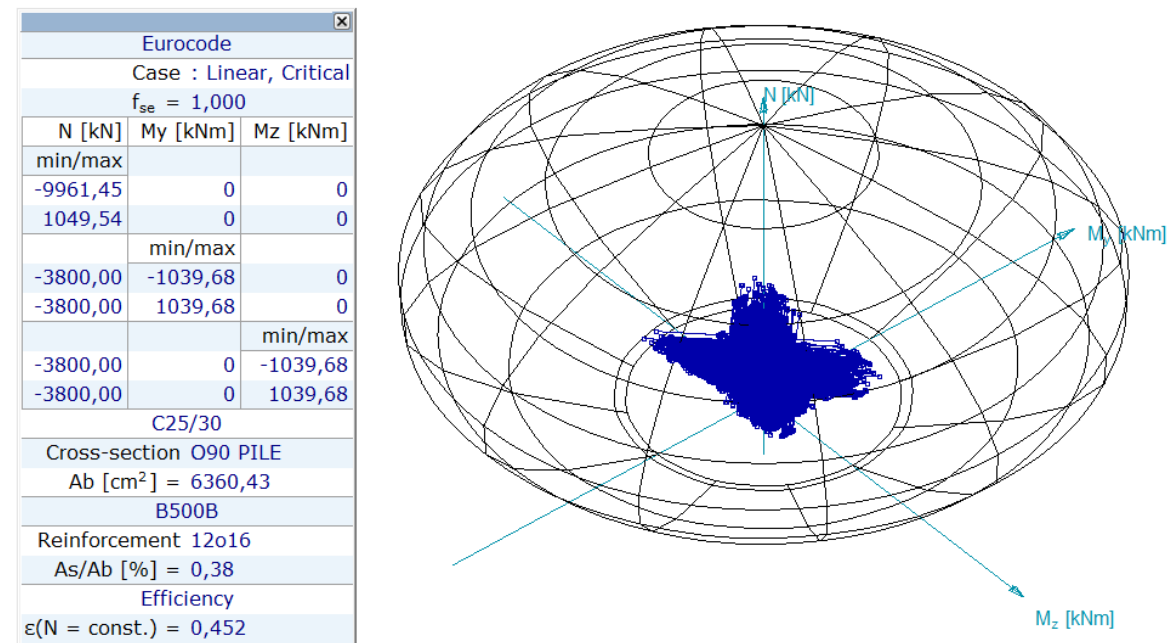 Eurocode
Case : Linear, Critical
fse = 1,000
N [kN] My [kNm] Mz [kNm]
min/max
-9961,45 0 0
1049,54 0 0
min/max
-3800,00 -1039,68 0
-3800,00 1039,68 0
min/max
-3800,00 0 -1039,68
-3800,00 0 1039,68
C25/30
Cross-section O90 PILE
Ab [cm²] = 6360,43
B500B
Reinforcement 12o16
As/Ab [%] = 0,38
Efficiency
ε(N = const.) = 0,452
N [kN]
My [kNm]
Mz [kNm]